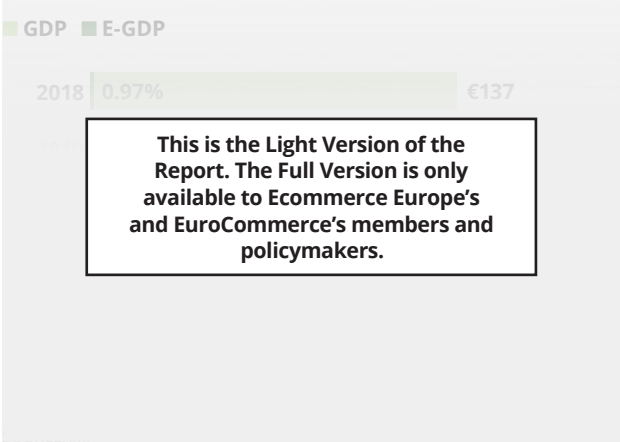 GDP E-GDP
2018 0.97% €137
This is the Light Version of the
Report. The Full Version is only
available to Ecommerce Europe’s
and EuroCommerce’s members and
policymakers.